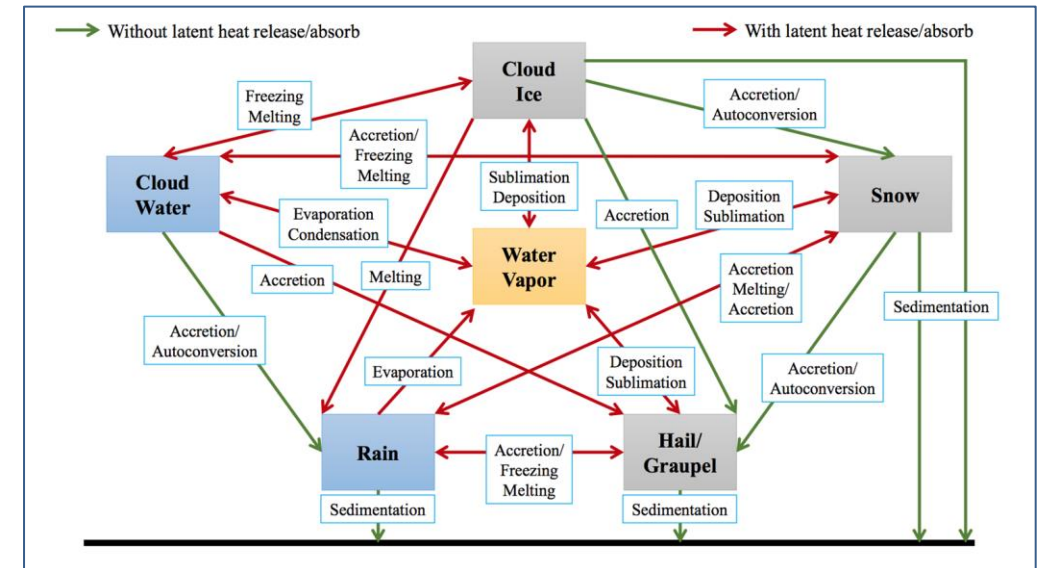 Without latent heat release/absorb
With latent heat release/absorb
Cloud
Ice
Freezing
Melting
Accretion/
Autoconversion
Accretion/
Freezing
Melting
Cloud
Water
Sublimation
Deposition
Deposition
Sublimation
Snow
Evaporation
Condensation
Accretion
Water
Vapor
Accretion
Melting
Accretion
Melting/
Accretion
Sedimentation
Accretion/
Autoconversion
Evaporation
Deposition
Sublimation
Accretion/
Autoconversion
Rain
Accretion/
Freezing
Melting
Hail/
Graupel
Sedimentation
Sedimentation